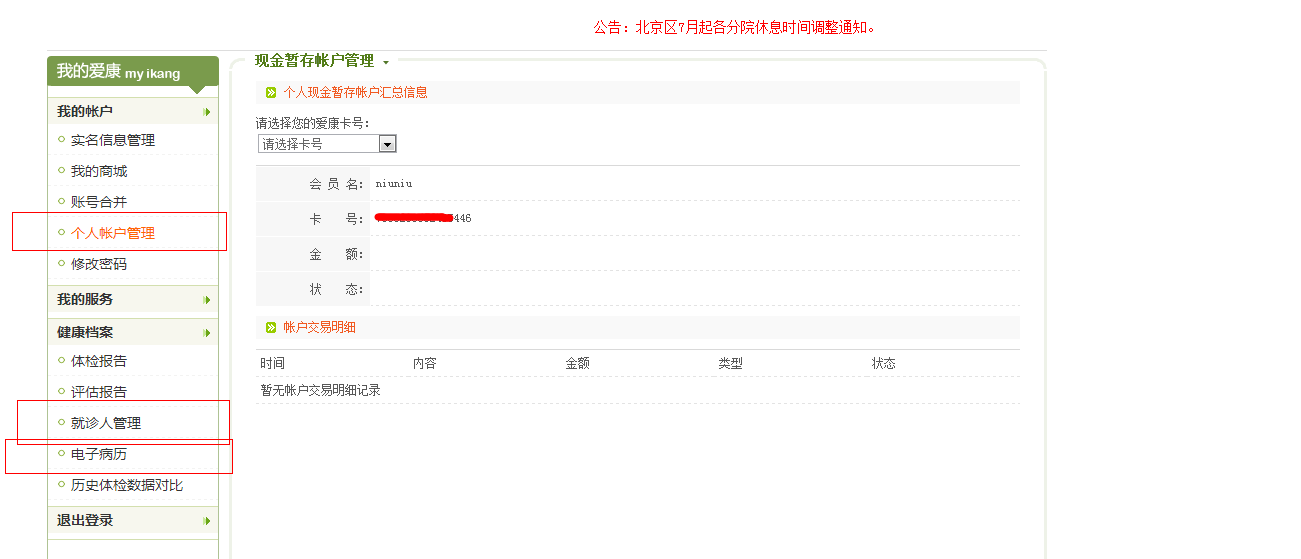 公告：北京区7月起各分院休息时间调整通知。
我的爱康 my ikang
我的帐户
实名信息管理
我的商城
账号合并
个人帐户管理
修改密码
我的服务
健康档案
体检报告
评估报告
就诊人管理
电子病历
历史体检数据对比
退出登录
现金暂存帐户管理
个人现金暂存帐户汇总信息
请选择您的爱康卡号：
请选择卡号
会 员 名： niuniu
卡 号： 446
金 额：
状 态：
帐户交易明细
时间 内容 金额 类型 状态
暂无帐户交易明细记录